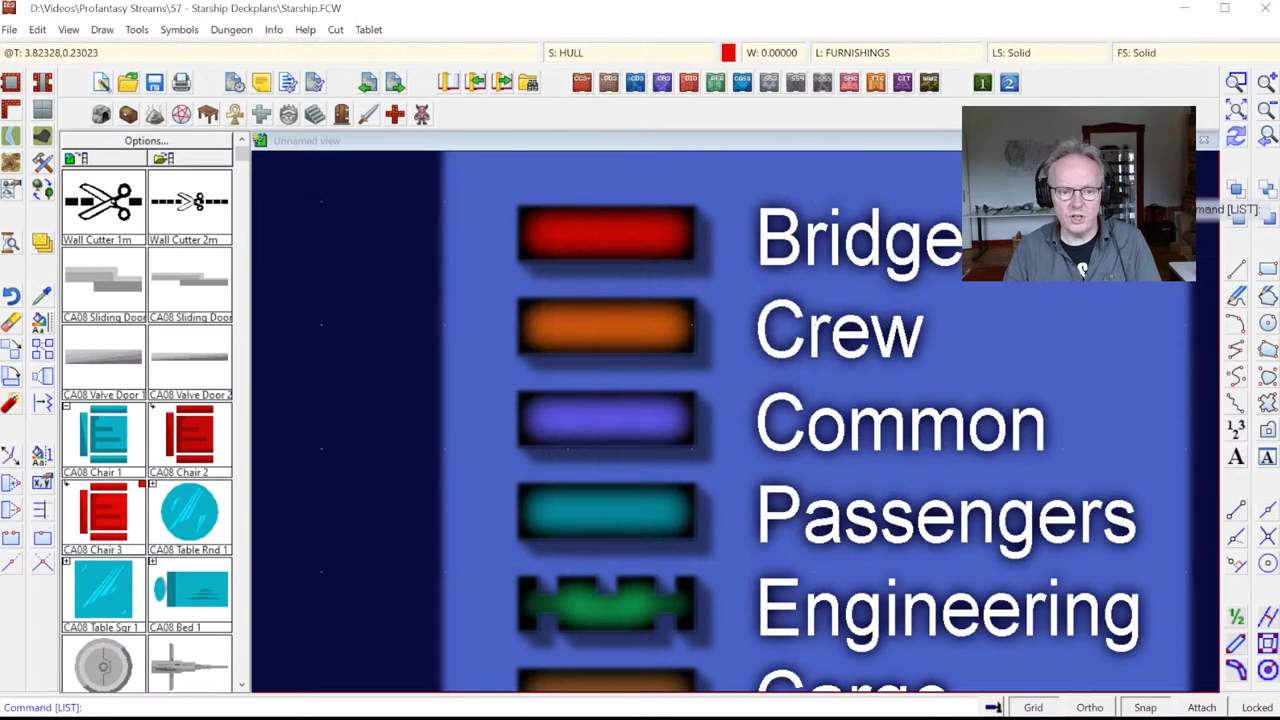 D:\Videos\Profantasy Streams\57 - Starship Deckplans\Starship.FCW
File Edit View Draw Tools Symbols Dungeon Info Help Cut Tablet
@T: 3.82328,0.23023 S: HULL W: 0.00000 L: FURNISHINGS LS: Solid FS: Solid
Options...
Unnamed view
Wall Cutter 1m Wall Cutter 2m
CA08 Sliding Door CA08 Sliding Door
CA08 Valve Door 1 CA08 Valve Door 2
CA08 Chair 1 CA08 Chair 2
CA08 Chair 3 CA08 Table Rnd 1
CA08 Table Sqr 1 CA08 Bed 1
Bridge
Crew
Common
Passengers
Engineering
Cargo
Command [LIST]: Grid Ortho Snap Attach Locked